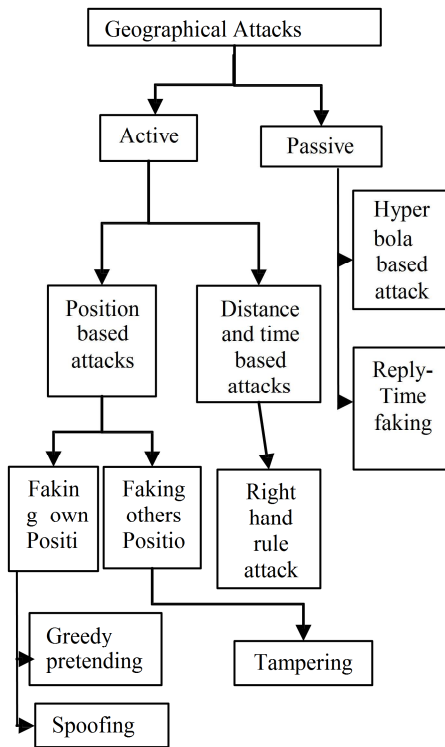 Geographical Attacks
Active
Passive
Hyper
bola
based
attack
Position
based
attacks
Distance
and time
based
attacks
Reply-
Time
faking
Fakin
g own
Positi
Faking
others
Positio
Right
hand
rule
attack
Greedy
pretending
Tampering
Spoofing